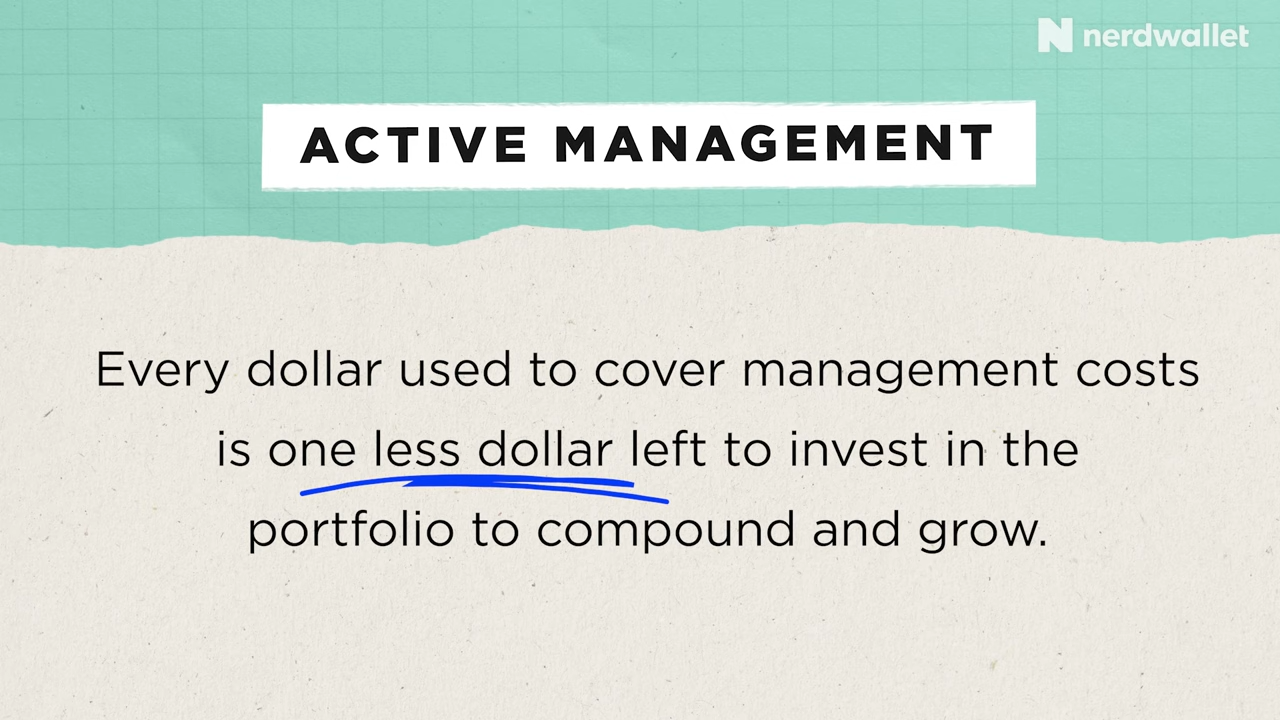 nerdwallet
ACTIVE MANAGEMENT
Every dollar used to cover management costs
is one less dollar left to invest in the
portfolio to compound and grow.